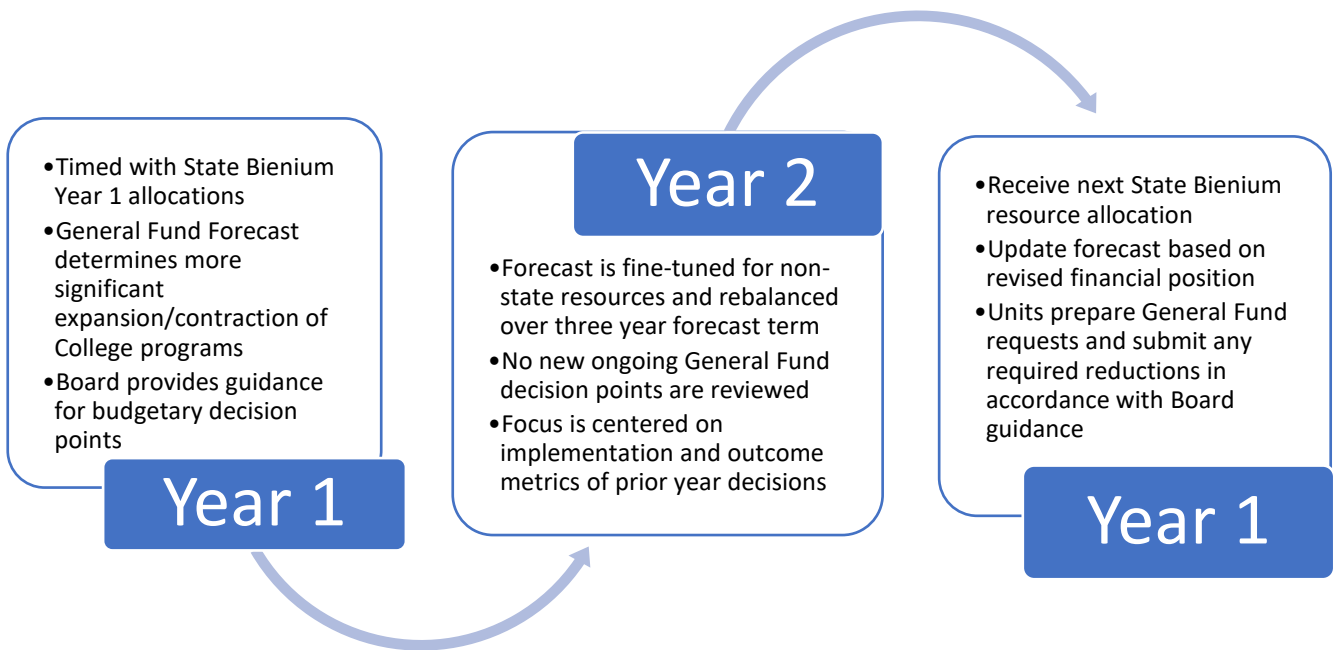 •Timed with State Bienium
Year 1 allocations
•General Fund Forecast
determines more
significant
expansion/contraction of
College programs
•Board provides guidance
for budgetary decision
points
Year 1
Year 2
•Forecast is fine-tuned for non-
state resources and rebalanced
over three year forecast term
•No new ongoing General Fund
decision points are reviewed
•Focus is centered on
implementation and outcome
metrics of prior year decisions
•Receive next State Bienium
resource allocation
•Update forecast based on
revised financial position
•Units prepare General Fund
requests and submit any
required reductions in
accordance with Board
guidance
Year 1